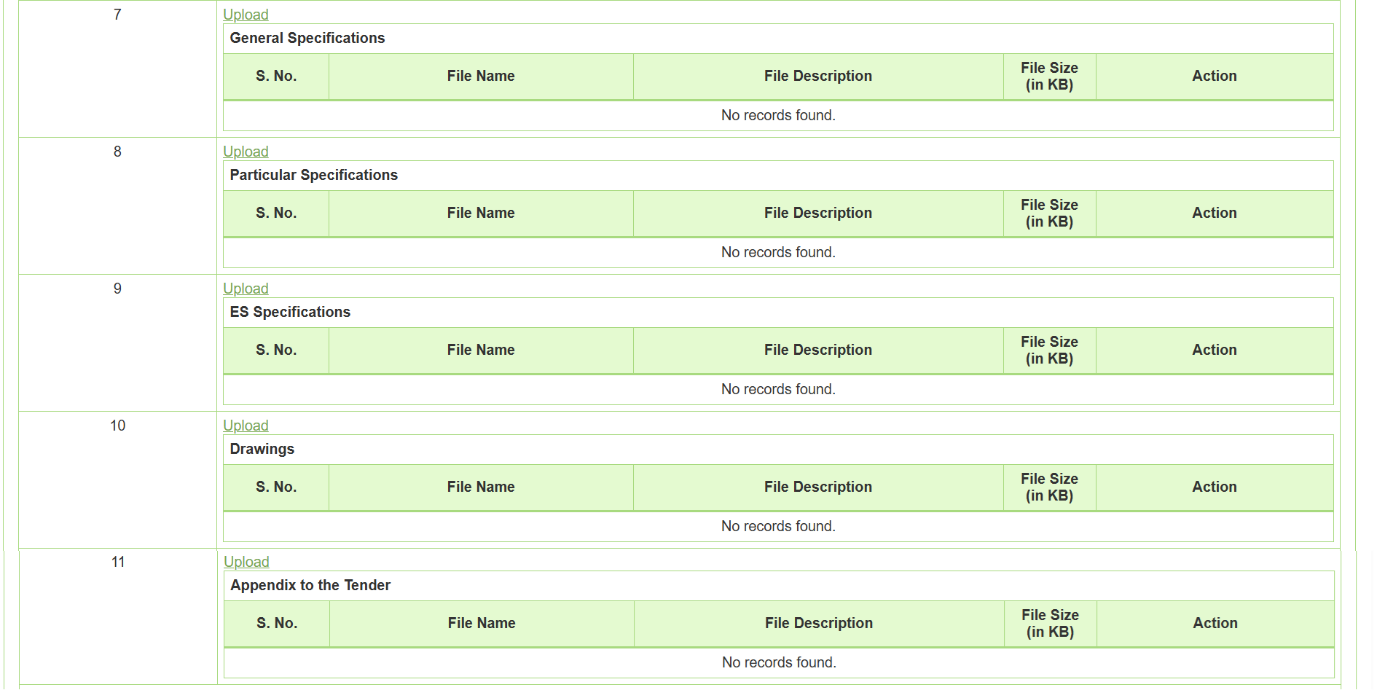 7
Upload
General Specifications
S. No. File Name File Description File Size (in KB) Action
No records found.
8
Upload
Particular Specifications
S. No. File Name File Description File Size (in KB) Action
No records found.
9
Upload
ES Specifications
S. No. File Name File Description File Size (in KB) Action
No records found.
10
Upload
Drawings
S. No. File Name File Description File Size (in KB) Action
No records found.
11
Upload
Appendix to the Tender
S. No. File Name File Description File Size (in KB) Action
No records found.